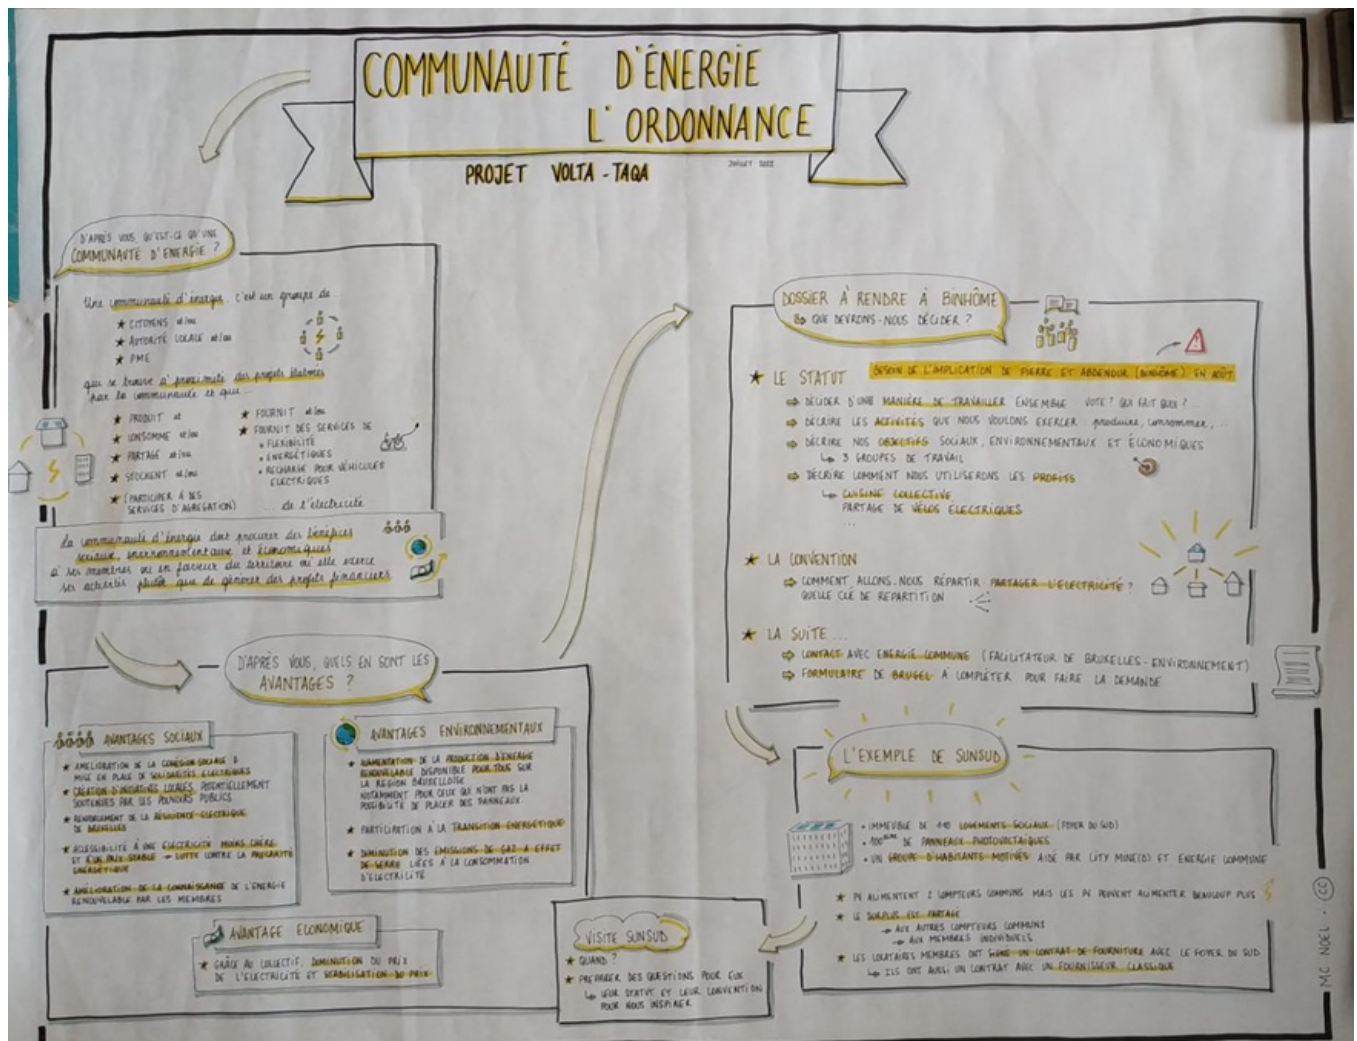 COMMUNAUTÉ D'ÉNERGIE
L'ORDONNANCE
PROJET VOLTA-TAQA
JUILLET 2022
D'APRÈS VOUS, QU'EST-CE QU'UNE
COMMUNAUTÉ D'ENERGIE ?
Une communauté d'énergie, c'est un groupe de...
★ CITOYENS et/ou
★ AUTORITÉ LOCALE et/ou
★ PME
qui se trouve à proximité des projets élaborés
par la communauté et qui...
★ PRODUIT et
★ CONSOMME et/ou
★ PARTAGE et/ou
★ STOCKENT et/ou
★ (PARTICIPER À DES
SERVICES D'AGREGATION)
★ FOURNIT et/ou
★ FOURNIT DES SERVICES DE
• FLEXIBILITÉ
• ENERGÉTIQUES
• RECHARGE POUR VÉHICULES
ELECTRIQUES
... de l'électricité
La communauté d'énergie doit procurer des bénéfices
sociaux, environnementaux et économiques
à ses membres ou en faveur du territoire où elle exerce
ses activités plutôt que de générer des profits financiers
D'APRÈS VOUS, QUELS EN SONT LES
AVANTAGES ?
AVANTAGES SOCIAUX
★ AMÉLIORATION DE LA COHÉSION SOCIALE &
MISE EN PLACE DE SOLIDARITÉS ELECTRIQUES
★ CRÉATION D'INITIATIVES LOCALES, POTENTIELLEMENT
SOUTENUES PAR LES POUVOIRS PUBLICS
★ RENFORCEMENT DE LA RÉSILIENCE ELECTRIQUE
DE BRUXELLES
★ ACCESSIBILITÉ À UNE ELECTRICITÉ MOINS CHÈRE
ET À UN PRIX STABLE → LUTTE CONTRE LA PRÉCARITÉ
ENERGÉTIQUE
★ AMÉLIORATION DE LA CONNAISSANCE DE L'ÉNERGIE
RENOUVELABLE PAR LES MEMBRES
AVANTAGES ENVIRONNEMENTAUX
★ AUGMENTATION DE LA PRODUCTION D'ÉNERGIE
RENOUVELABLE DISPONIBLE POUR TOUS SUR
LA RÉGION BRUXELLOISE
NOTAMMENT POUR CEUX QUI N'ONT PAS LA
POSSIBILITÉ DE PLACER DES PANNEAUX
★ PARTICIPATION À LA TRANSITION ENERGÉTIQUE
★ DIMINUTION DES ÉMISSIONS DE GAZ À EFFET
DE SERRE LIÉES À LA CONSOMMATION
D'ÉLECTRICITÉ
AVANTAGE ECONOMIQUE
★ GRÂCE AU COLLECTIF, DIMINUTION DU PRIX
DE L'ELECTRICITÉ ET STABILISATION DU PRIX
DOSSIER À RENDRE À BINHÔME
↳ QUE DEVRONS-NOUS DÉCIDER ?
★ LE STATUT
BESOIN DE L'IMPLICATION DE PIERRE ET ABDENOUR (BINHÔME) EN AOÛT
⇨ DÉCIDER D'UNE MANIÈRE DE TRAVAILLER ENSEMBLE VOTE ? QUI FAIT QUOI ?...
⇨ DÉCRIRE LES ACTIVITÉS QUE NOUS VOULONS EXERCER : produire, consommer, ...
⇨ DÉCRIRE NOS OBJECTIFS SOCIAUX, ENVIRONNEMENTAUX ET ÉCONOMIQUES
↳ 3 GROUPES DE TRAVAIL
⇨ DÉCRIRE COMMENT NOUS UTILISERONS LES PROFITS
↳ CUISINE COLLECTIVE
PARTAGE DE VÉLOS ELECTRIQUES
...
★ LA CONVENTION
⇨ COMMENT ALLONS-NOUS RÉPARTIR PARTAGER L'ELECTRICITÉ ?
QUELLE CLÉ DE REPARTITION
★ LA SUITE ...
⇨ CONTACT AVEC ENERGIE COMMUNE (FACILITATEUR DE BRUXELLES-ENVIRONNEMENT)
⇨ FORMULAIRE DE BRUGEL À COMPLÉTER POUR FAIRE LA DEMANDE
L'EXEMPLE DE SUNSUD
• IMMEUBLE DE LOGEMENTS SOCIAUX (FOYER DU SUD)
• DE PANNEAUX PHOTOVOLTAÏQUES
• UN GROUPE D'HABITANTS MOTIVÉS AIDÉ PAR CITY MINE(D) ET ENERGIE COMMUNE
★ PV ALIMENTENT 2 COMPTEURS COMMUNS MAIS LES PV PEUVENT ALIMENTER BEAUCOUP PLUS
★ LE SURPLUS EST PARTAGÉ
→ AUX AUTRES COMPTEURS COMMUNS
→ AUX MEMBRES INDIVIDUELS
★ LES LOCATAIRES MEMBRES ONT SIGNÉ UN CONTRAT DE FOURNITURE AVEC LE FOYER DU SUD
↳ ILS ONT AUSSI UN CONTRAT AVEC UN FOURNISSEUR CLASSIQUE
VISITE SUNSUD
★ QUAND ?
★ PREPARER DES QUESTIONS POUR EUX
↳ LEUR STATUT ET LEUR CONVENTION
POUR NOUS INSPIRER
MC NOEL · CC